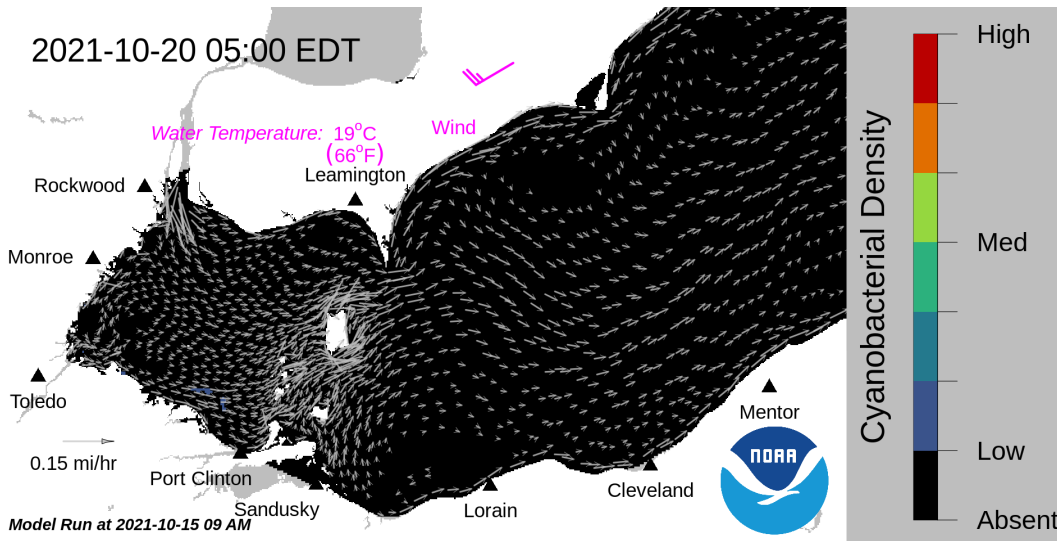 2021-10-20 05:00 EDT
Water Temperature: 19°C
(66°F)
Wind
Leamington
Rockwood
Monroe
Toledo
0.15 mi/hr
Port Clinton
Sandusky
Lorain
Cleveland
Mentor
NOAA
Model Run at 2021-10-15 09 AM
Cyanobacterial Density
High
Med
Low
Absent